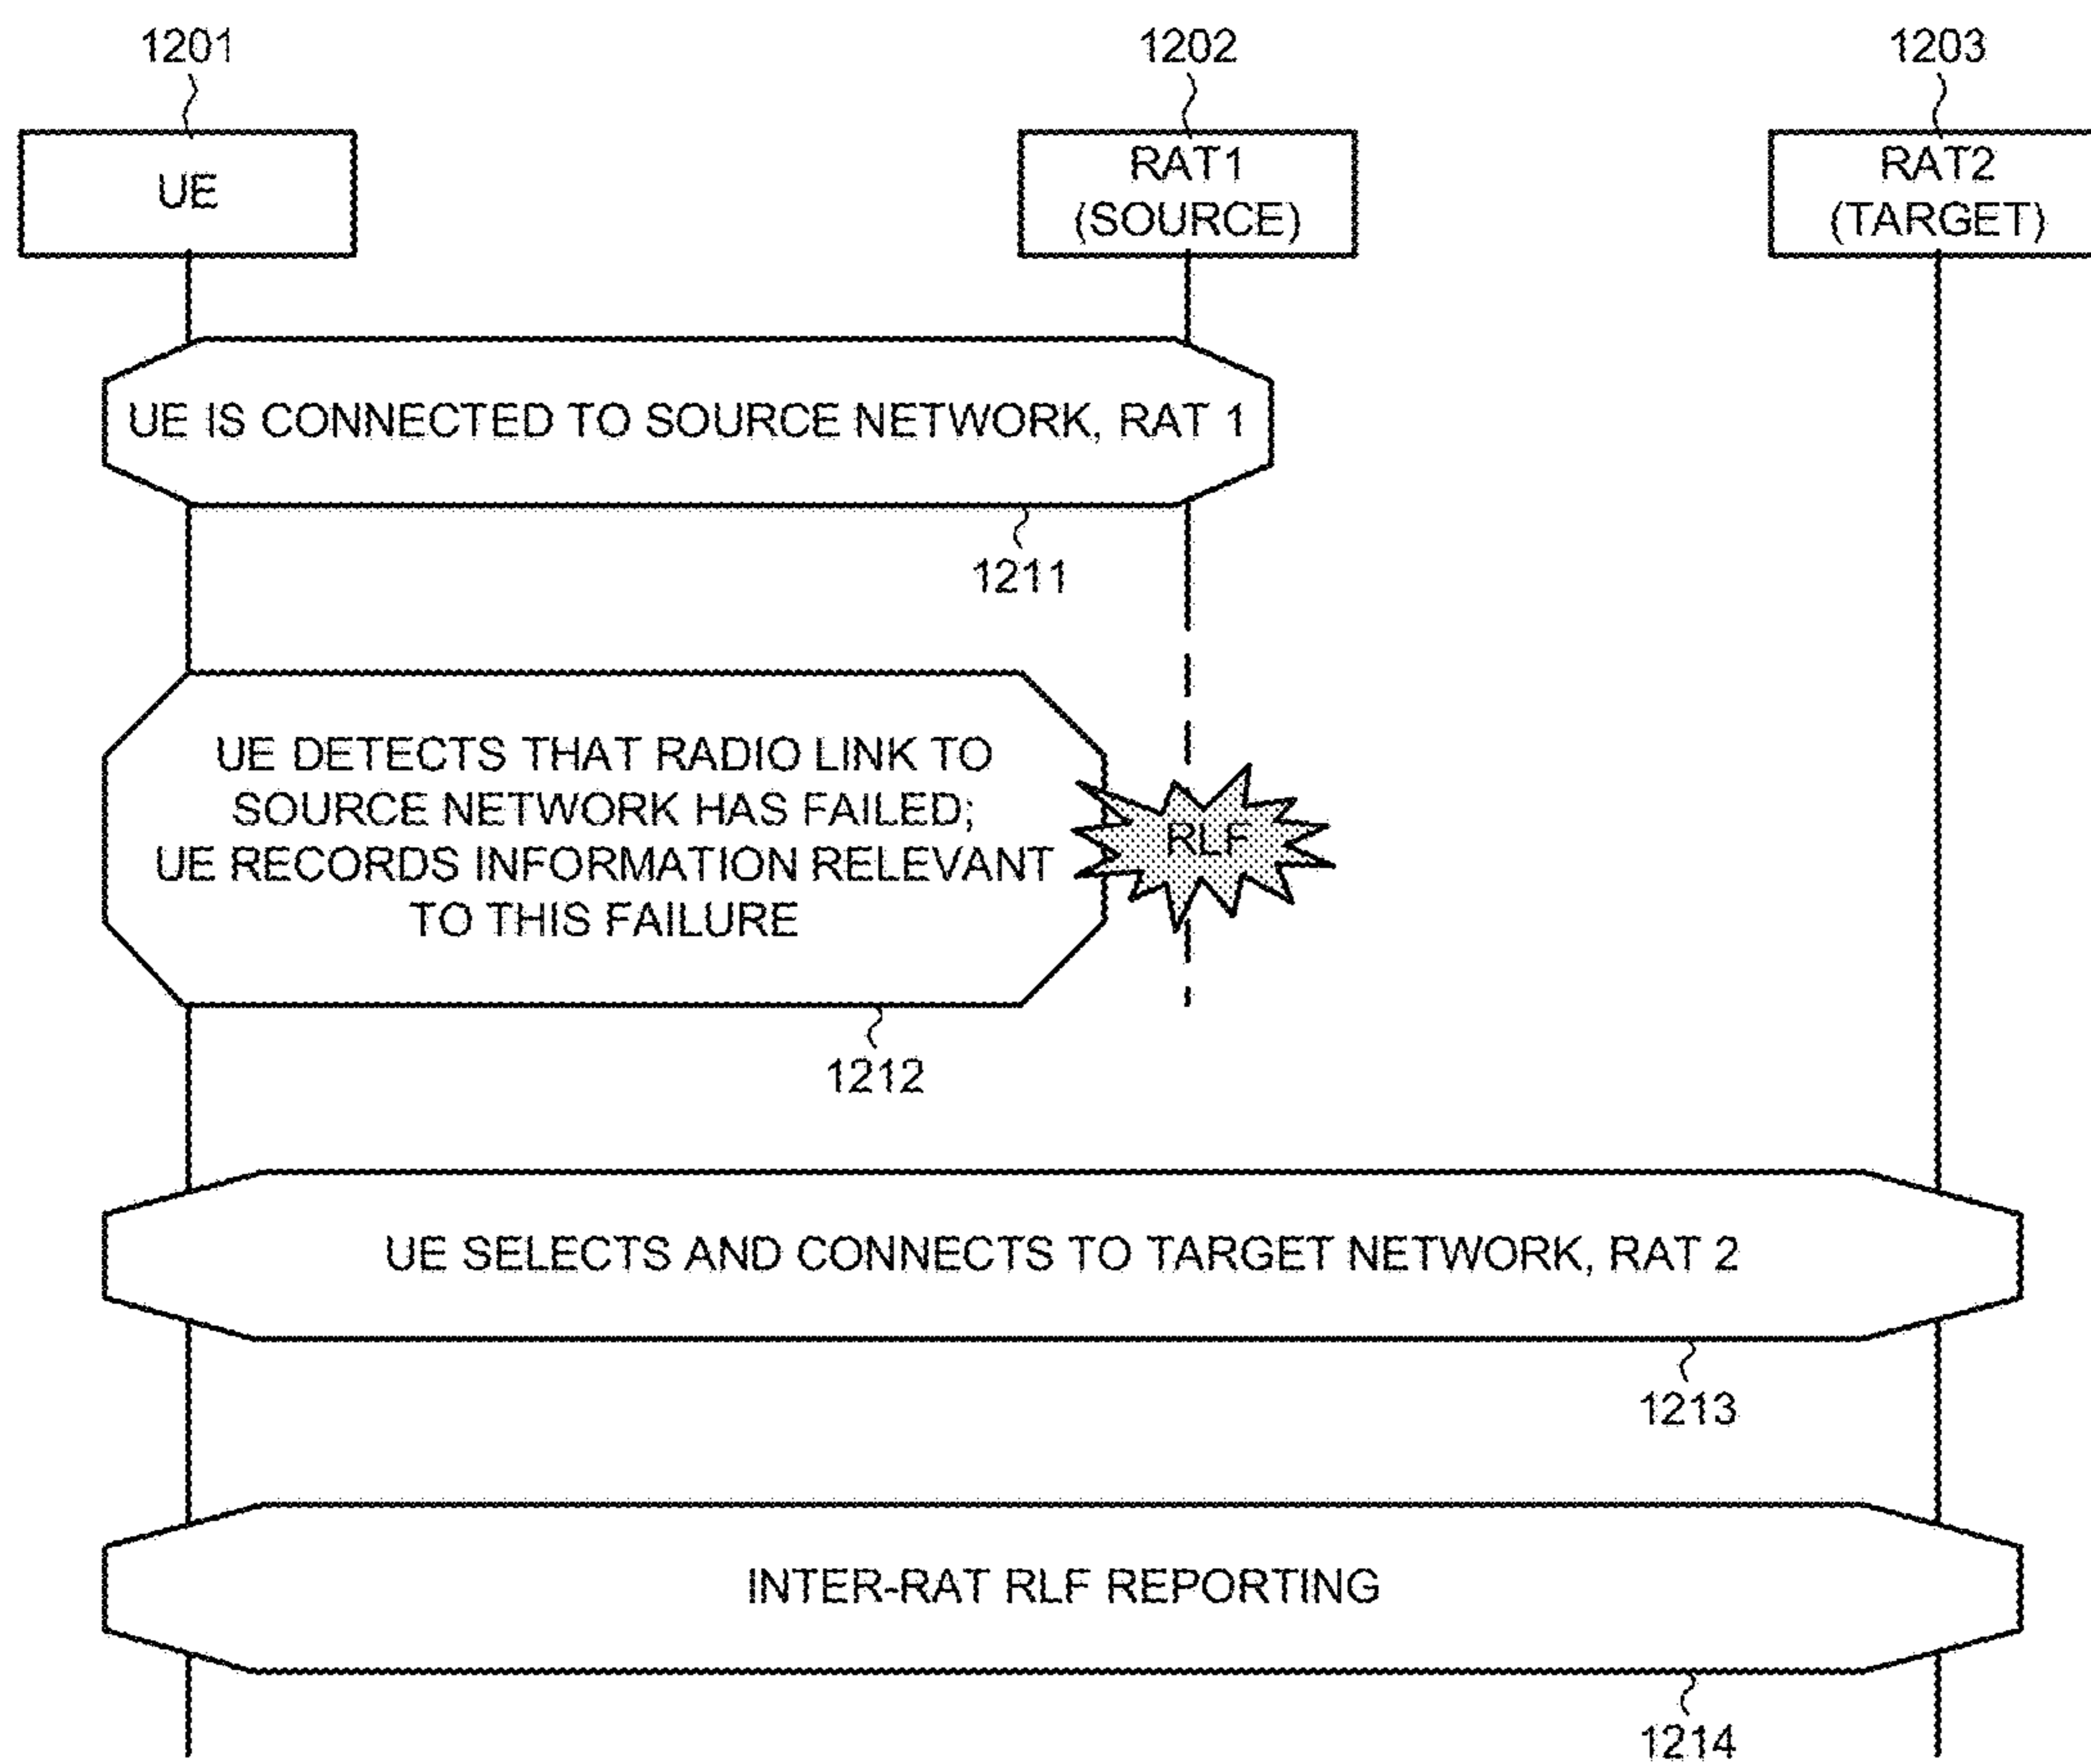 1201
1202
1203
UE
RAT1
(SOURCE)
RAT2
(TARGET)
UE IS CONNECTED TO SOURCE NETWORK, RAT 1
1211
UE DETECTS THAT RADIO LINK TO
SOURCE NETWORK HAS FAILED;
UE RECORDS INFORMATION RELEVANT
TO THIS FAILURE
RLF
1212
UE SELECTS AND CONNECTS TO TARGET NETWORK, RAT 2
1213
INTER-RAT RLF REPORTING
1214